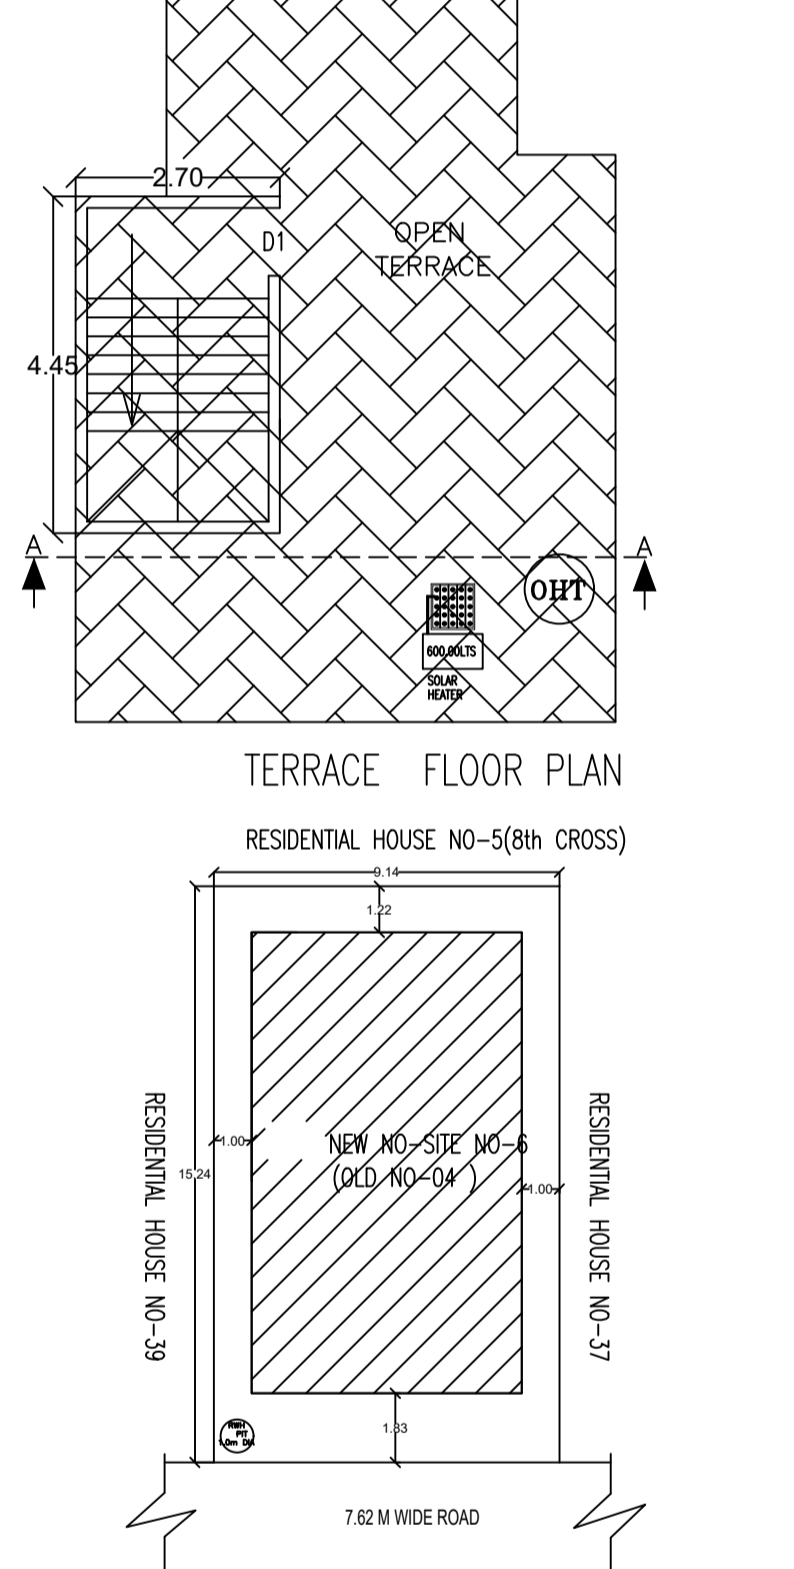 2.70
D1
OPEN
TERRACE
4.45
A
A
OHT
600.00LTS
SOLAR
HEATER
TERRACE FLOOR PLAN
RESIDENTIAL HOUSE NO-5(8th CROSS)
9.14
1.22
RESIDENTIAL HOUSE NO-39
RESIDENTIAL HOUSE NO-37
1.00
NEW NO-SITE NO-6
(OLD NO-04 )
15.24
1.00
1.83
RWH
PIT
1.0m DIA
7.62 M WIDE ROAD